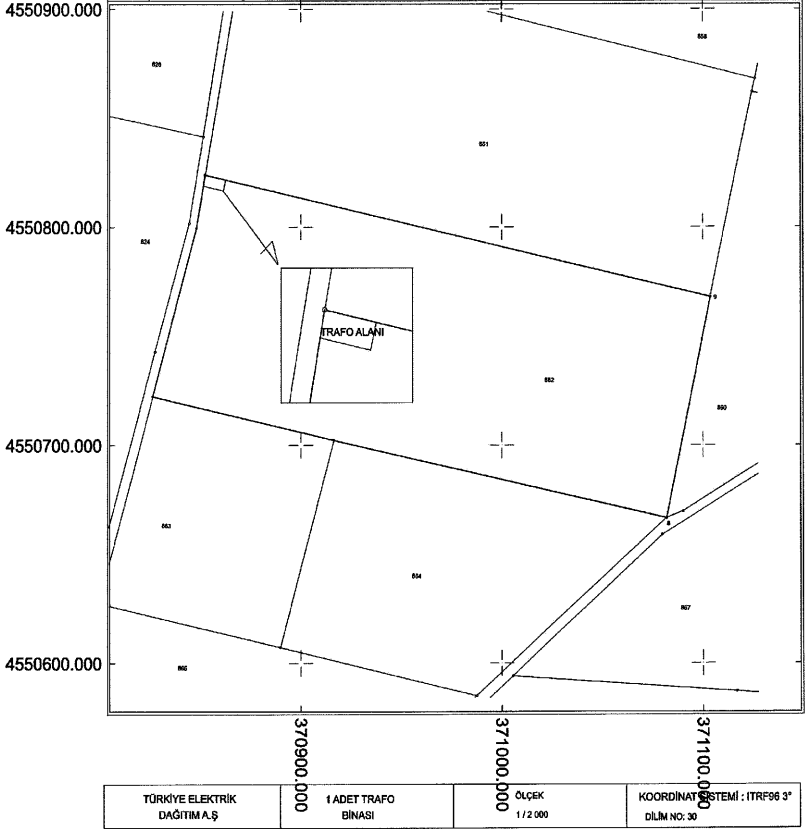 4550900.000
858
826
851
4550800.000
824
TRAFO ALANI
9
852
860
4550700.000
8
853
854
857
4550600.000
370900.000
371000.000
371100.000
TÜRKİYE ELEKTRİK
DAĞITIM A.Ş
1 ADET TRAFO
BİNASI
ÖLÇEK
1 / 2 000
KOORDİNAT SİSTEMİ : ITRF96 3°
DİLİM NO: 30